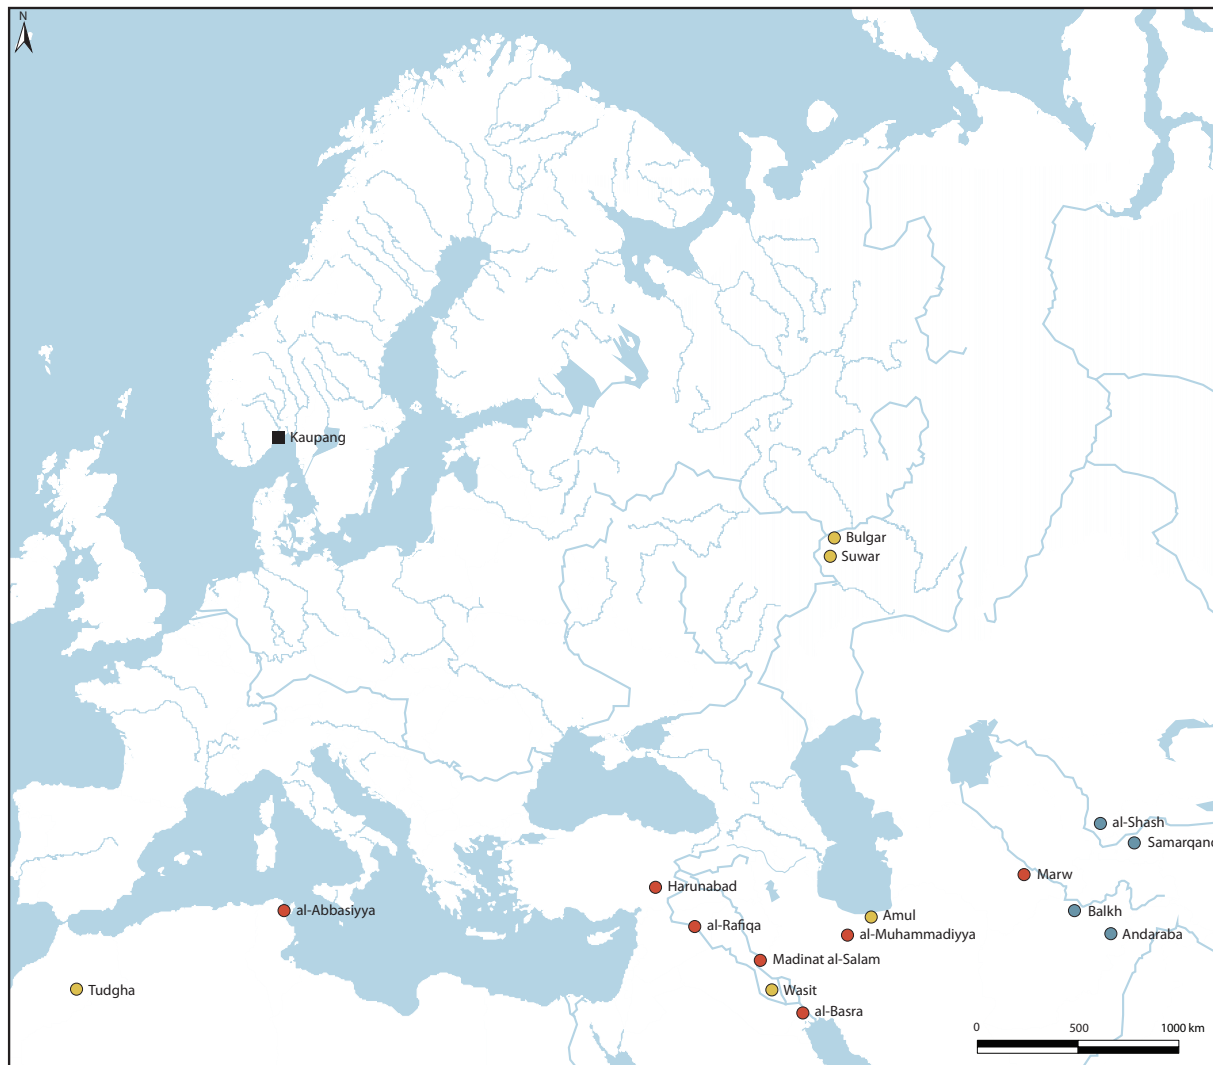 N
Kaupang
Bulgar
Suwar
al-Shash
Samarqand
Marw
Harunabad
al-Abbasiyya
Balkh
Amul
al-Rafiqa
Andaraba
al-Muhammadiyya
Madinat al-Salam
Tudgha
Wasit
al-Basra
0 500 1000 km